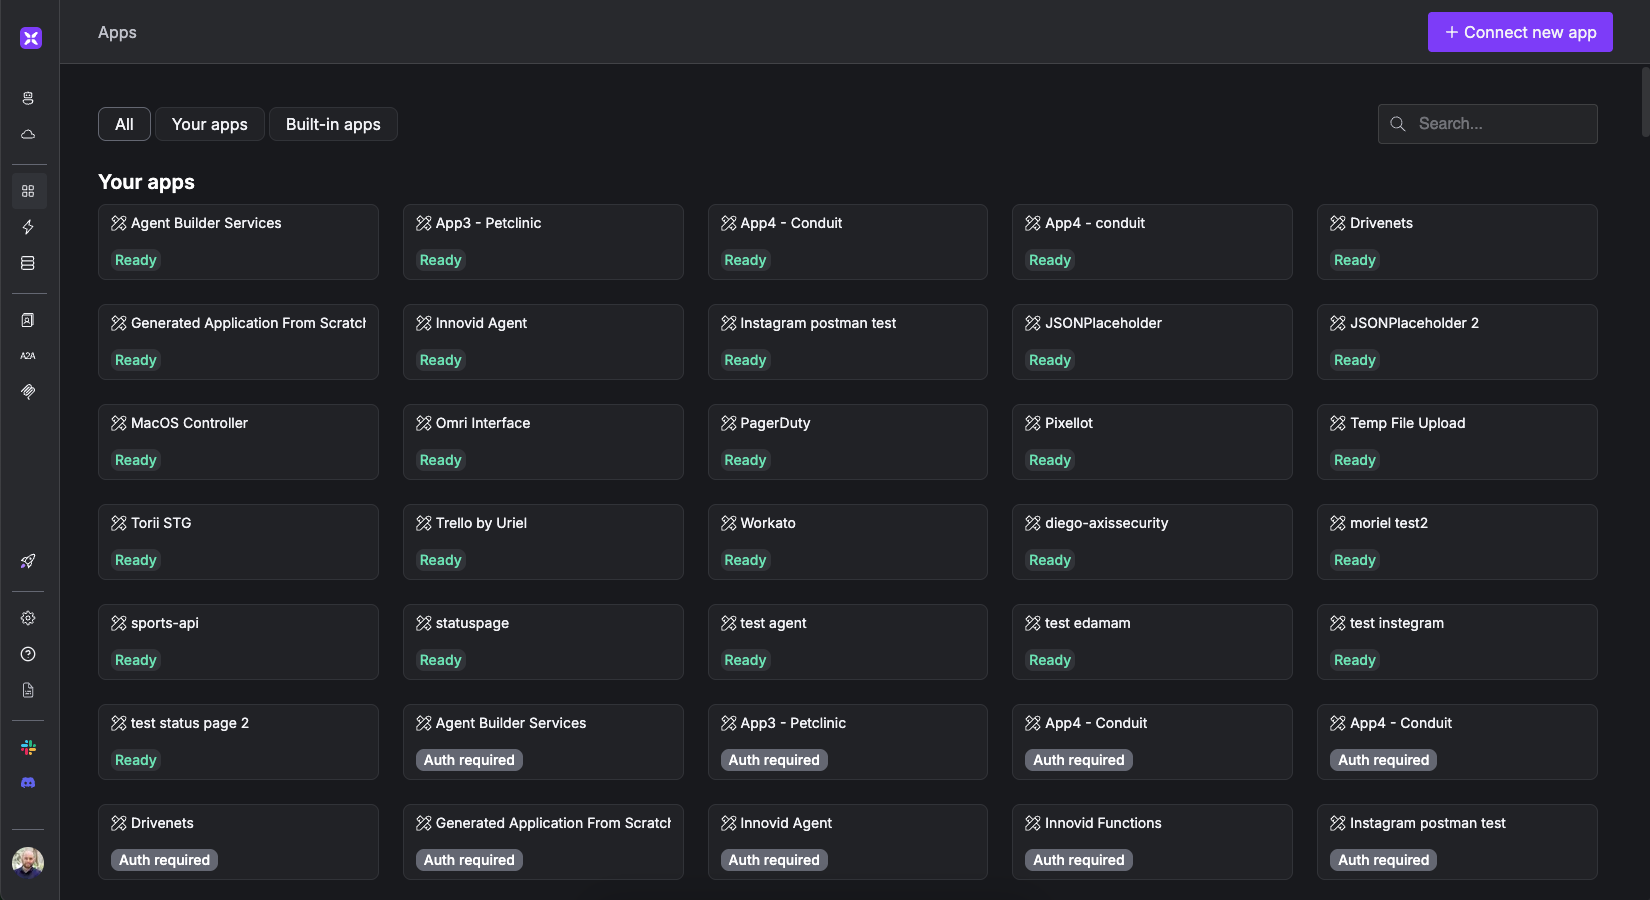 Apps
+ Connect new app
All
Your apps
Built-in apps
Search...
Your apps
Agent Builder Services
Ready
App3 - Petclinic
Ready
App4 - Conduit
Ready
App4 - conduit
Ready
Drivenets
Ready
Generated Application From Scratch
Ready
Innovid Agent
Ready
Instagram postman test
Ready
JSONPlaceholder
Ready
JSONPlaceholder 2
Ready
MacOS Controller
Ready
Omri Interface
Ready
PagerDuty
Ready
Pixellot
Ready
Temp File Upload
Ready
Torii STG
Ready
Trello by Uriel
Ready
Workato
Ready
diego-axissecurity
Ready
moriel test2
Ready
sports-api
Ready
statuspage
Ready
test agent
Ready
test edamam
Ready
test instegram
Ready
test status page 2
Ready
Agent Builder Services
Auth required
App3 - Petclinic
Auth required
App4 - Conduit
Auth required
App4 - Conduit
Auth required
Drivenets
Auth required
Generated Application From Scratch
Auth required
Innovid Agent
Auth required
Innovid Functions
Auth required
Instagram postman test
Auth required
A2A